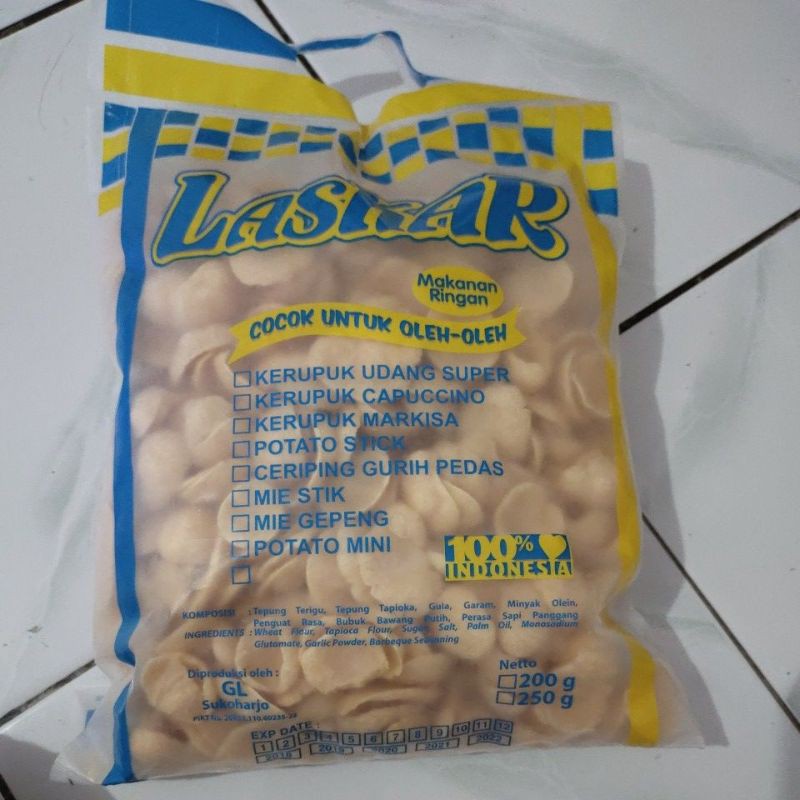 LASKAR
Makanan
Ringan
COCOK UNTUK OLEH-OLEH
KERUPUK UDANG SUPER
KERUPUK CAPUCCINO
KERUPUK MARKISA
POTATO STICK
CERIPING GURIH PEDAS
MIE STIK
MIE GEPENG
POTATO MINI
100%
INDONESIA
KOMPOSISI : Tepung Terigu, Tepung Tapioka, Gula, Garam, Minyak Olein,
Penguat Rasa, Bubuk Bawang Putih, Perasa Sapi Panggang
INGREDIENTS : Wheat Flour, Tapioca Flour, Sugar, Salt, Palm Oil, Monosodium
Glutamate, Garlic Powder, Barbeque Seasoning
Diproduksi oleh :
GL
Sukoharjo
Netto
200 g
250 g
EXP DATE :
1 2 3 4 5 6 7 8 9 10 11 12
2018 2019 2020 2021 2022